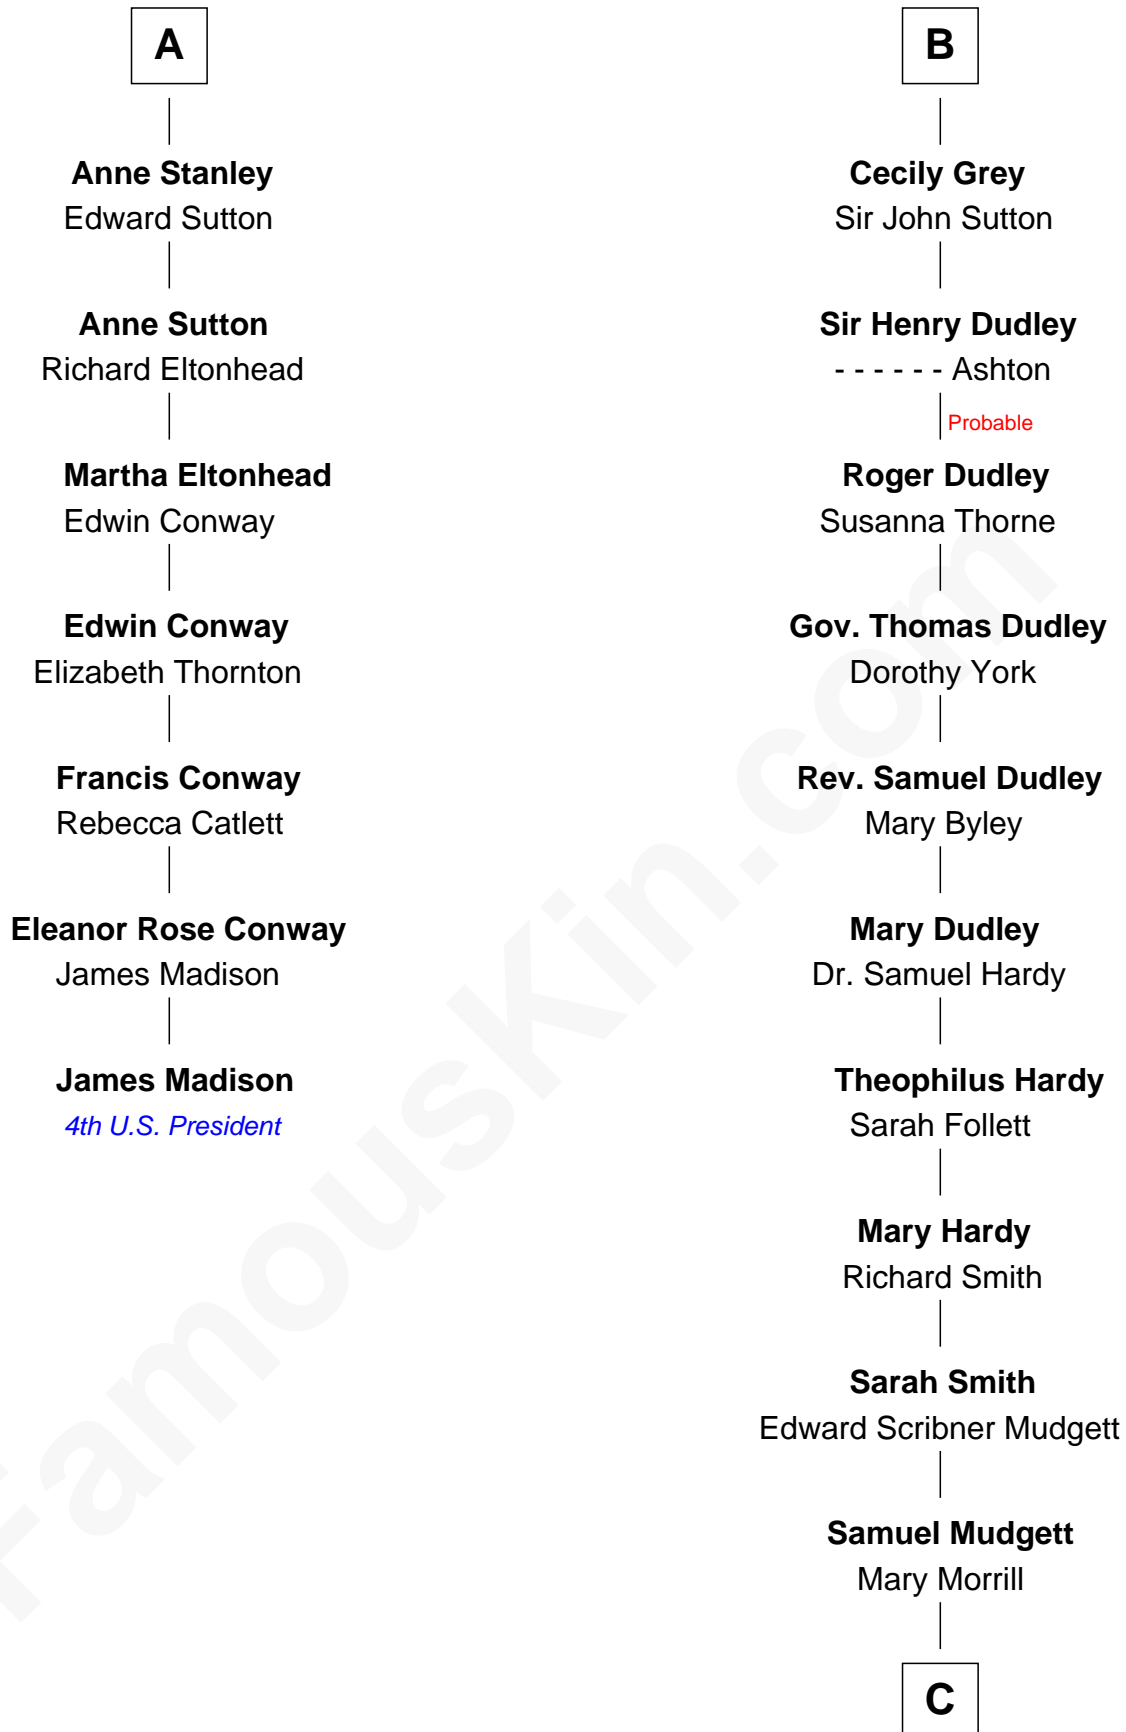 A
Anne Stanley
Edward Sutton
Anne Sutton
Richard Eltonhead
Martha Eltonhead
Edwin Conway
Edwin Conway
Elizabeth Thornton
Francis Conway
Rebecca Catlett
Eleanor Rose Conway
James Madison
James Madison
4th U.S. President
B
Cecily Grey
Sir John Sutton
Sir Henry Dudley
- - - - - - Ashton
Probable
Roger Dudley
Susanna Thorne
Gov. Thomas Dudley
Dorothy York
Rev. Samuel Dudley
Mary Byley
Mary Dudley
Dr. Samuel Hardy
Theophilus Hardy
Sarah Follett
Mary Hardy
Richard Smith
Sarah Smith
Edward Scribner Mudgett
Samuel Mudgett
Mary Morrill
C
FamousKin.com